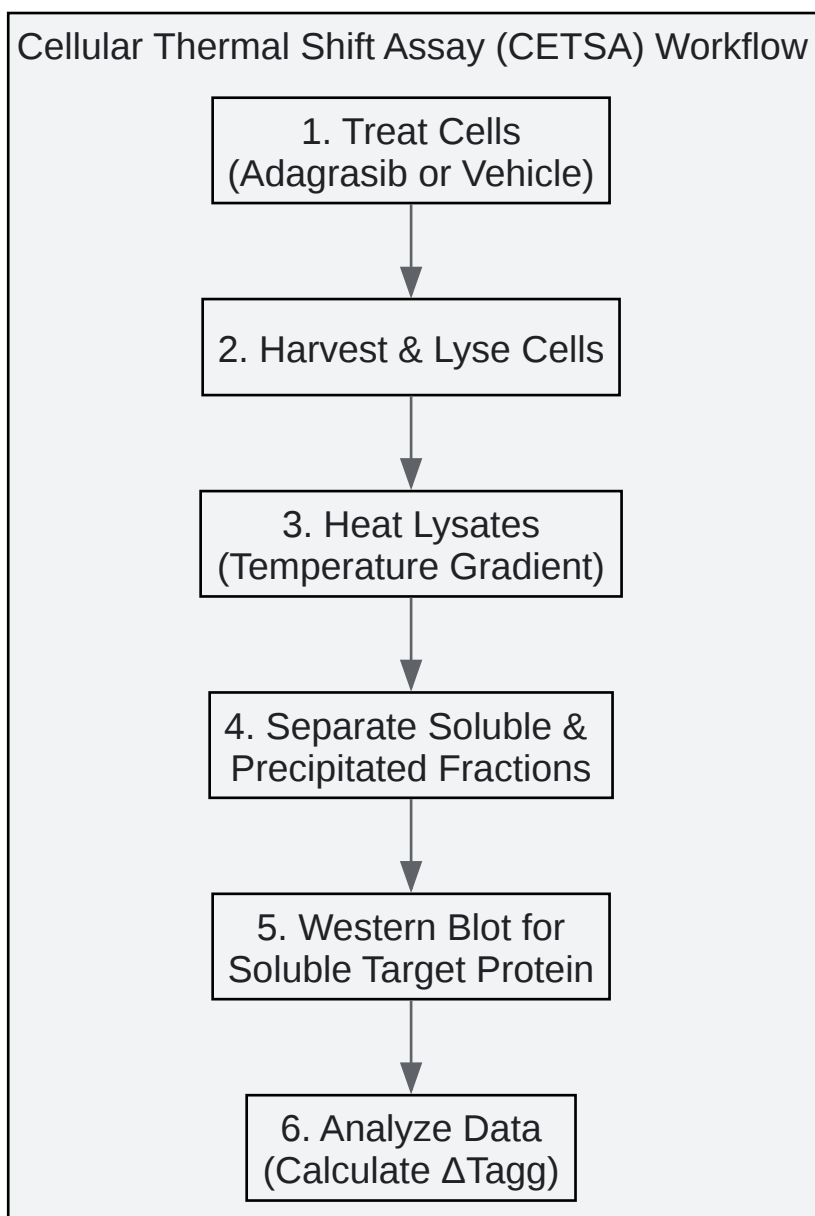 Cellular Thermal Shift Assay (CETSA) Workflow
1. Treat Cells
(Adagrasib or Vehicle)
2. Harvest & Lyse Cells
3. Heat Lysates
(Temperature Gradient)
4. Separate Soluble &
Precipitated Fractions
5. Western Blot for
Soluble Target Protein
6. Analyze Data
(Calculate ΔTagg)